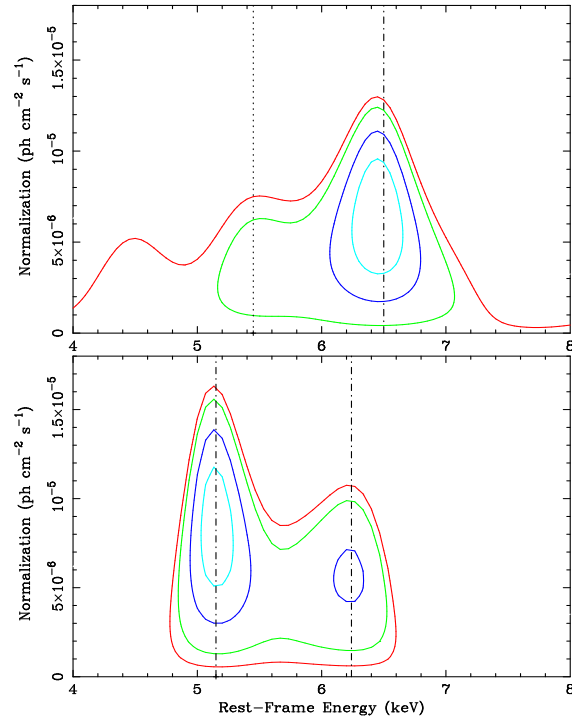 Normalization (ph cm⁻² s⁻¹)
1.5×10⁻⁵
10⁻⁵
5×10⁻⁶
0
4 5 6 7 8
Normalization (ph cm⁻² s⁻¹)
1.5×10⁻⁵
10⁻⁵
5×10⁻⁶
0
4 5 6 7 8
Rest-Frame Energy (keV)